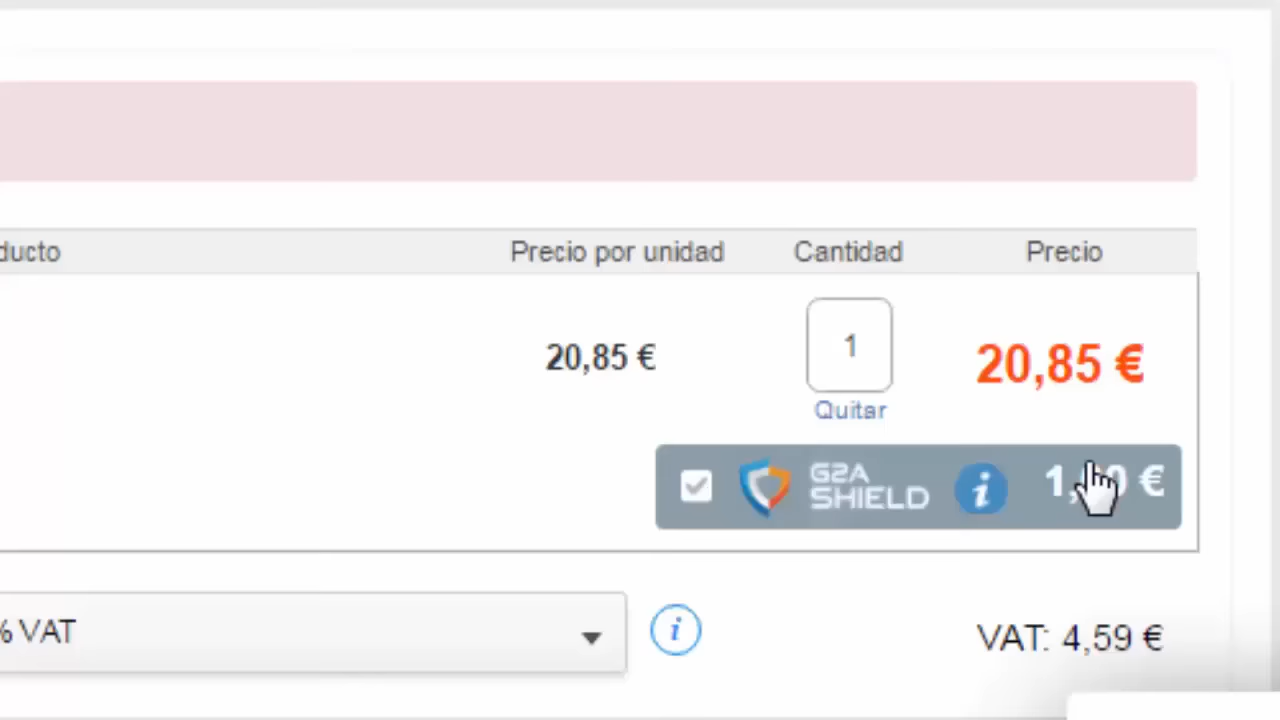 ducto Precio por unidad Cantidad Precio
20,85 € 1 20,85 €
Quitar
G2A
SHIELD i €
% VAT i VAT: 4,59 €